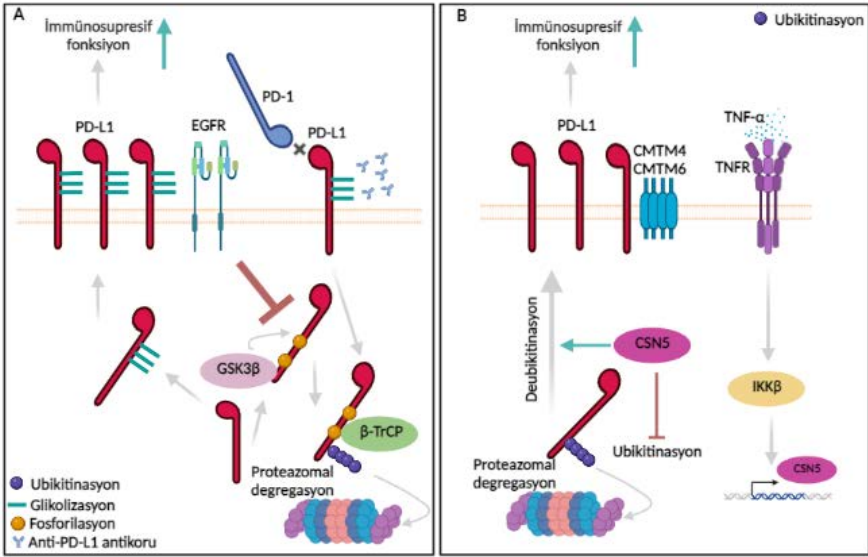 A
İmmünosupresif
fonksiyon
PD-1
PD-L1
EGFR
PD-L1
GSK3β
β-TrCP
Proteazomal
degregasyon
Ubikitinasyon
Glikolizasyon
Fosforilasyon
Anti-PD-L1 antikoru
B
Ubikitinasyon
İmmünosupresif
fonksiyon
TNF-α
PD-L1
CMTM4
CMTM6
TNFR
Deubikitinasyon
CSN5
IKKβ
Ubikitinasyon
Proteazomal
degregasyon
CSN5